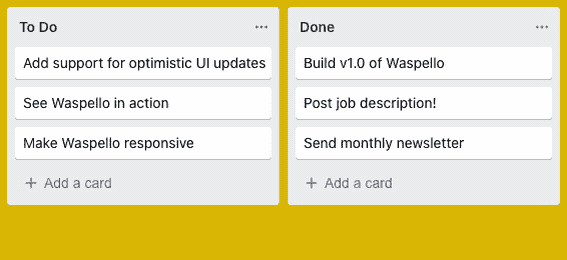 To Do
Add support for optimistic UI updates
See Waspello in action
Make Waspello responsive
+ Add a card
Done
Build v1.0 of Waspello
Post job description!
Send monthly newsletter
+ Add a card